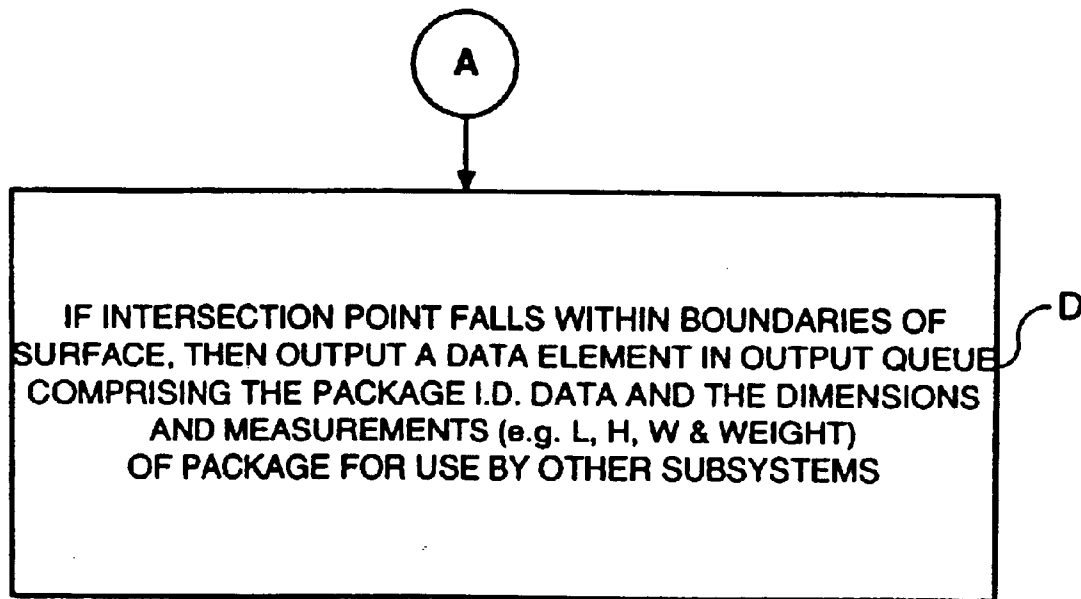 A
IF INTERSECTION POINT FALLS WITHIN BOUNDARIES OF
SURFACE, THEN OUTPUT A DATA ELEMENT IN OUTPUT QUEUE
COMPRISING THE PACKAGE I.D. DATA AND THE DIMENSIONS
AND MEASUREMENTS (e.g. L, H, W & WEIGHT)
OF PACKAGE FOR USE BY OTHER SUBSYSTEMS
D